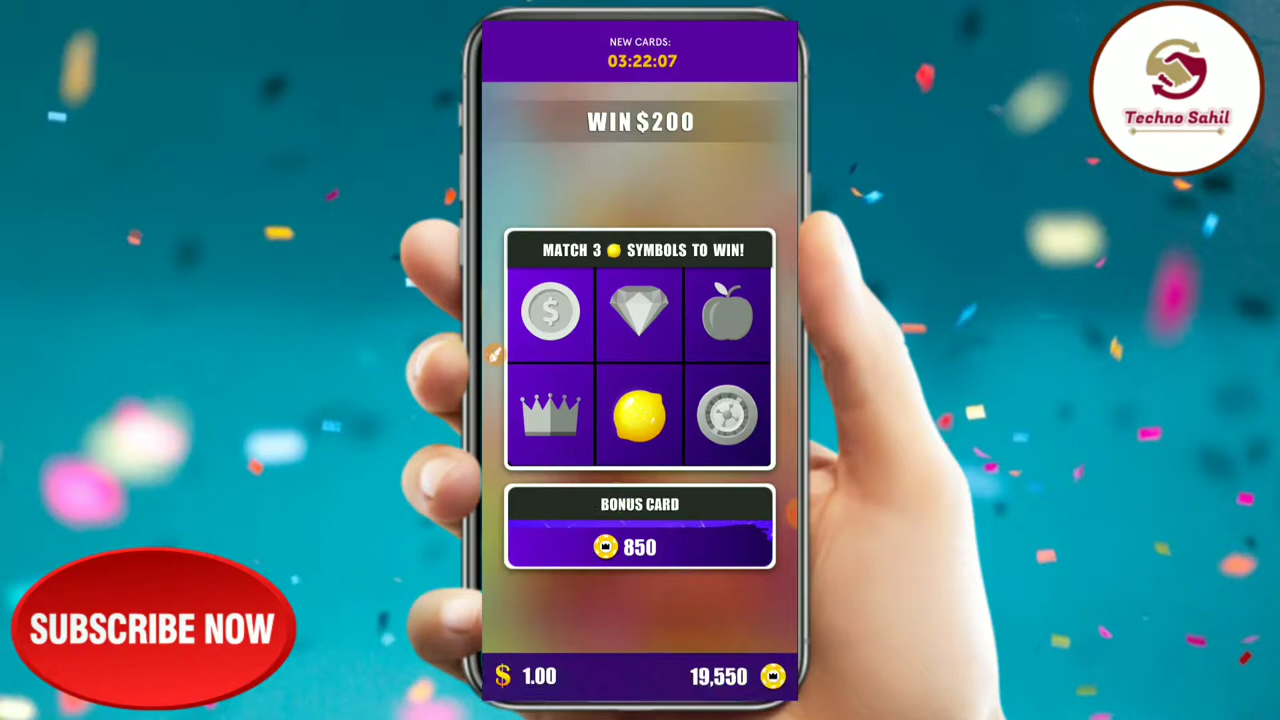 NEW CARDS:
03:22:07
WIN $200
Techno Sahil
MATCH 3 SYMBOLS TO WIN!
$
BONUS CARD
850
SUBSCRIBE NOW
$ 1.00
19,550